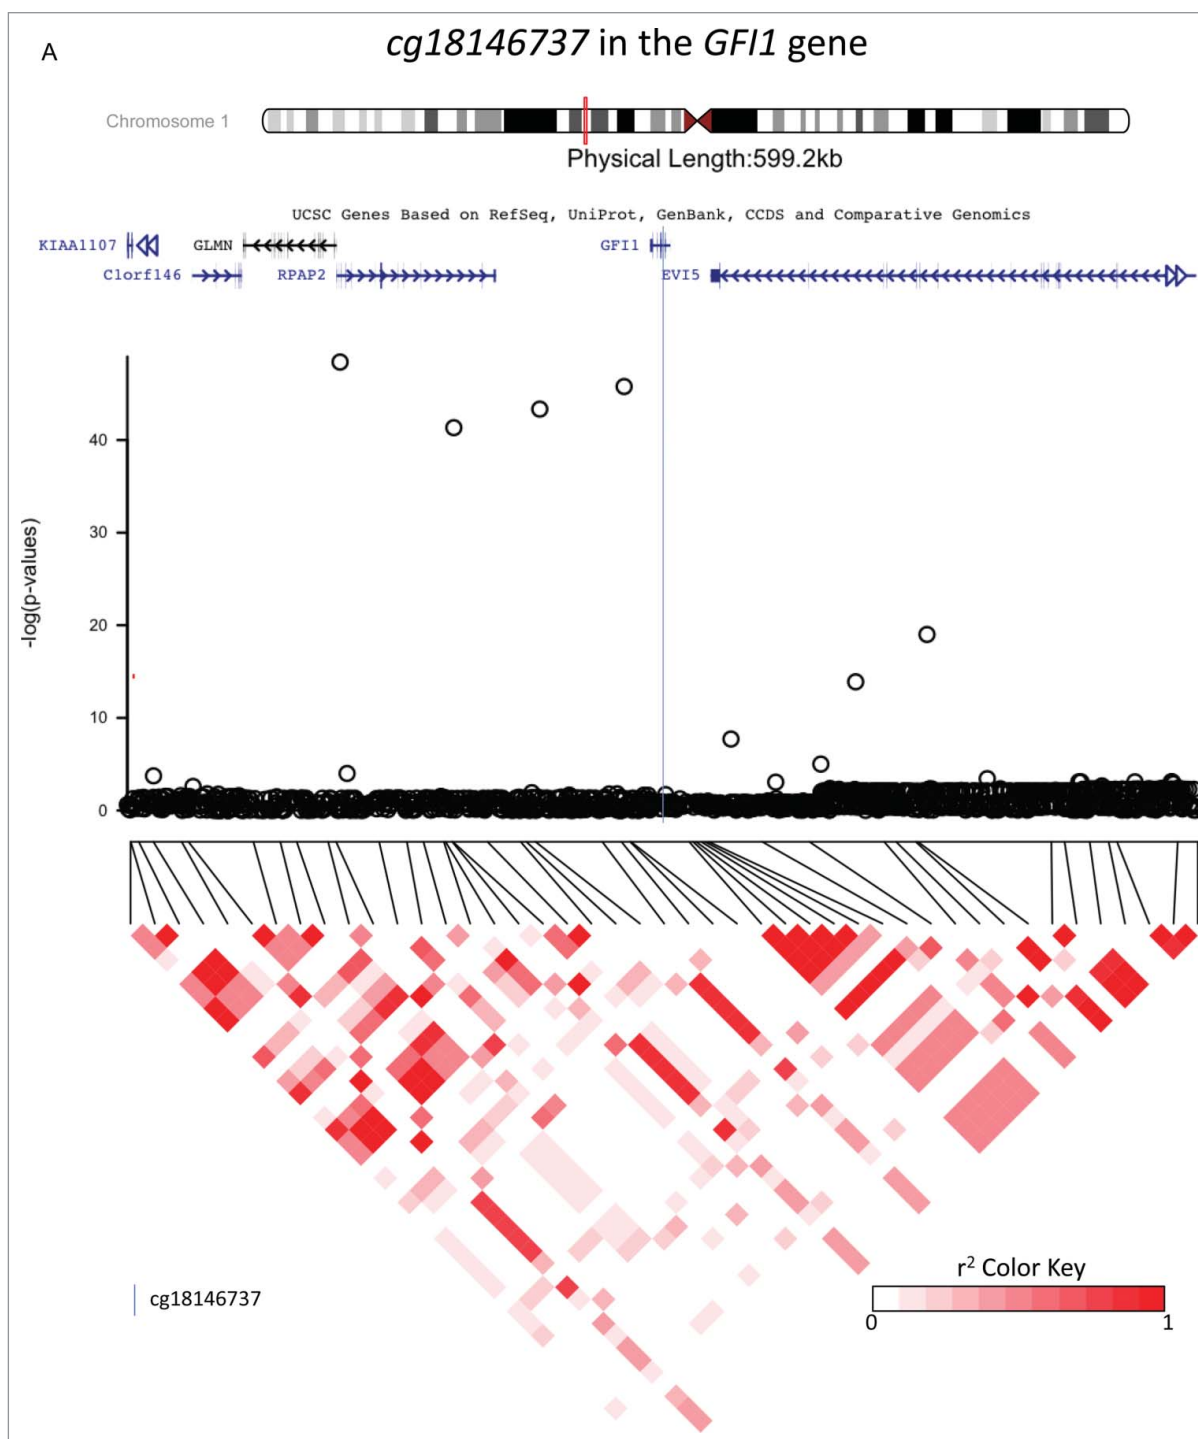 A
cg18146737 in the GFI1 gene
Chromosome 1
Physical Length:599.2kb
UCSC Genes Based on RefSeq, UniProt, GenBank, CCDS and Comparative Genomics
KIAA1107 GLMN GFI1
C1orf146 RPAP2 EVI5
-log(p-values)
40
30
20
10
0
cg18146737
r² Color Key
0 1